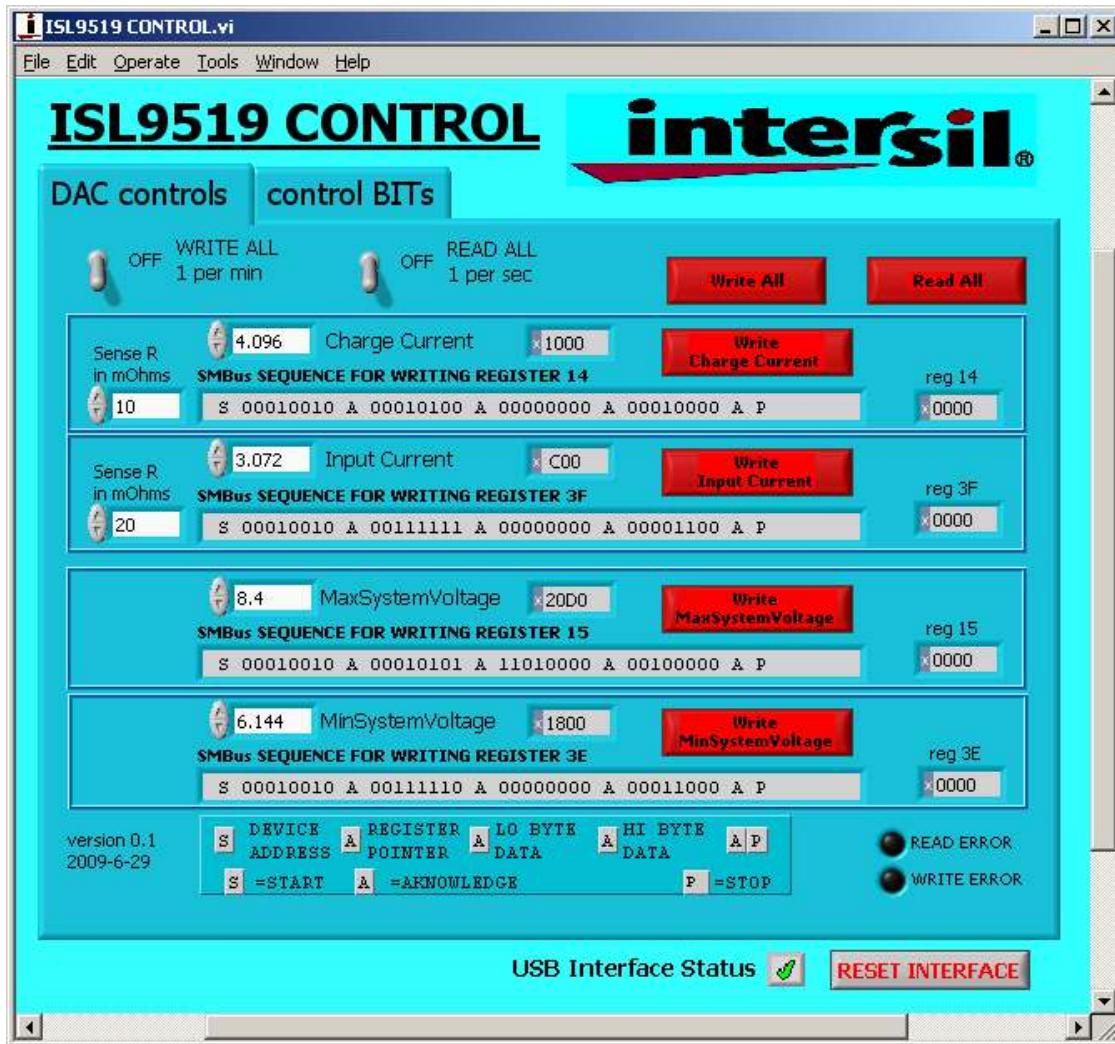 ISL9519 CONTROL.vi
File Edit Operate Tools Window Help
ISL9519 CONTROL
intersil®
DAC controls control BITs
OFF WRITE ALL
1 per min
OFF READ ALL
1 per sec
Write All
Read All
Sense R
in mOhms
10
4.096 Charge Current x 1000
Write
Charge Current
SMBus SEQUENCE FOR WRITING REGISTER 14
S 00010010 A 00010100 A 00000000 A 00010000 A P
reg 14
x 0000
Sense R
in mOhms
20
3.072 Input Current x C00
Write
Input Current
SMBus SEQUENCE FOR WRITING REGISTER 3F
S 00010010 A 00111111 A 00000000 A 00001100 A P
reg 3F
x 0000
8.4 MaxSystemVoltage x 20D0
Write
MaxSystemVoltage
SMBus SEQUENCE FOR WRITING REGISTER 15
S 00010010 A 00010101 A 11010000 A 00100000 A P
reg 15
x 0000
6.144 MinSystemVoltage x 1800
Write
MinSystemVoltage
SMBus SEQUENCE FOR WRITING REGISTER 3E
S 00010010 A 00111110 A 00000000 A 00011000 A P
reg 3E
x 0000
version 0.1
2009-6-29
S DEVICE ADDRESS A REGISTER POINTER A LO BYTE DATA A HI BYTE DATA A P
S =START A =AKNOWLEDGE P =STOP
READ ERROR
WRITE ERROR
USB Interface Status
RESET INTERFACE